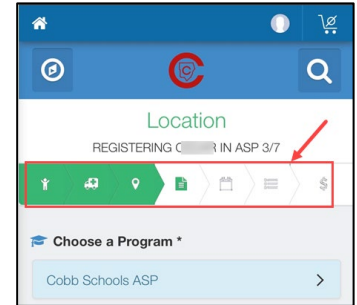 Location
REGISTERING IN ASP 3/7
$
Choose a Program *
Cobb Schools ASP